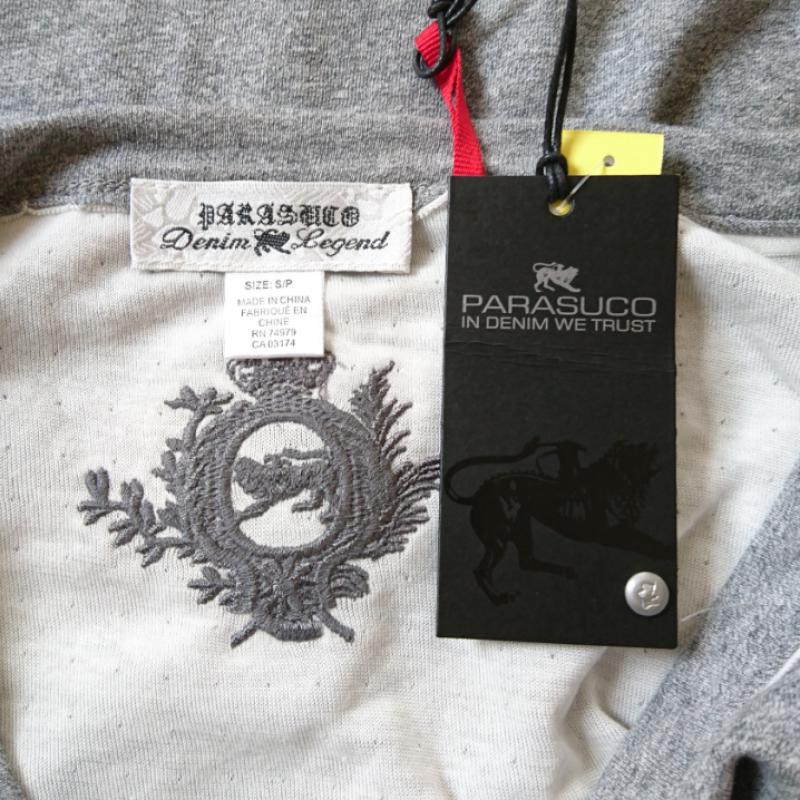 PARASUCO
Denim Legend
SIZE: S/P
MADE IN CHINA
FABRIQUÉ EN
CHINE
RN 74979
CA 03174
PARASUCO
IN DENIM WE TRUST